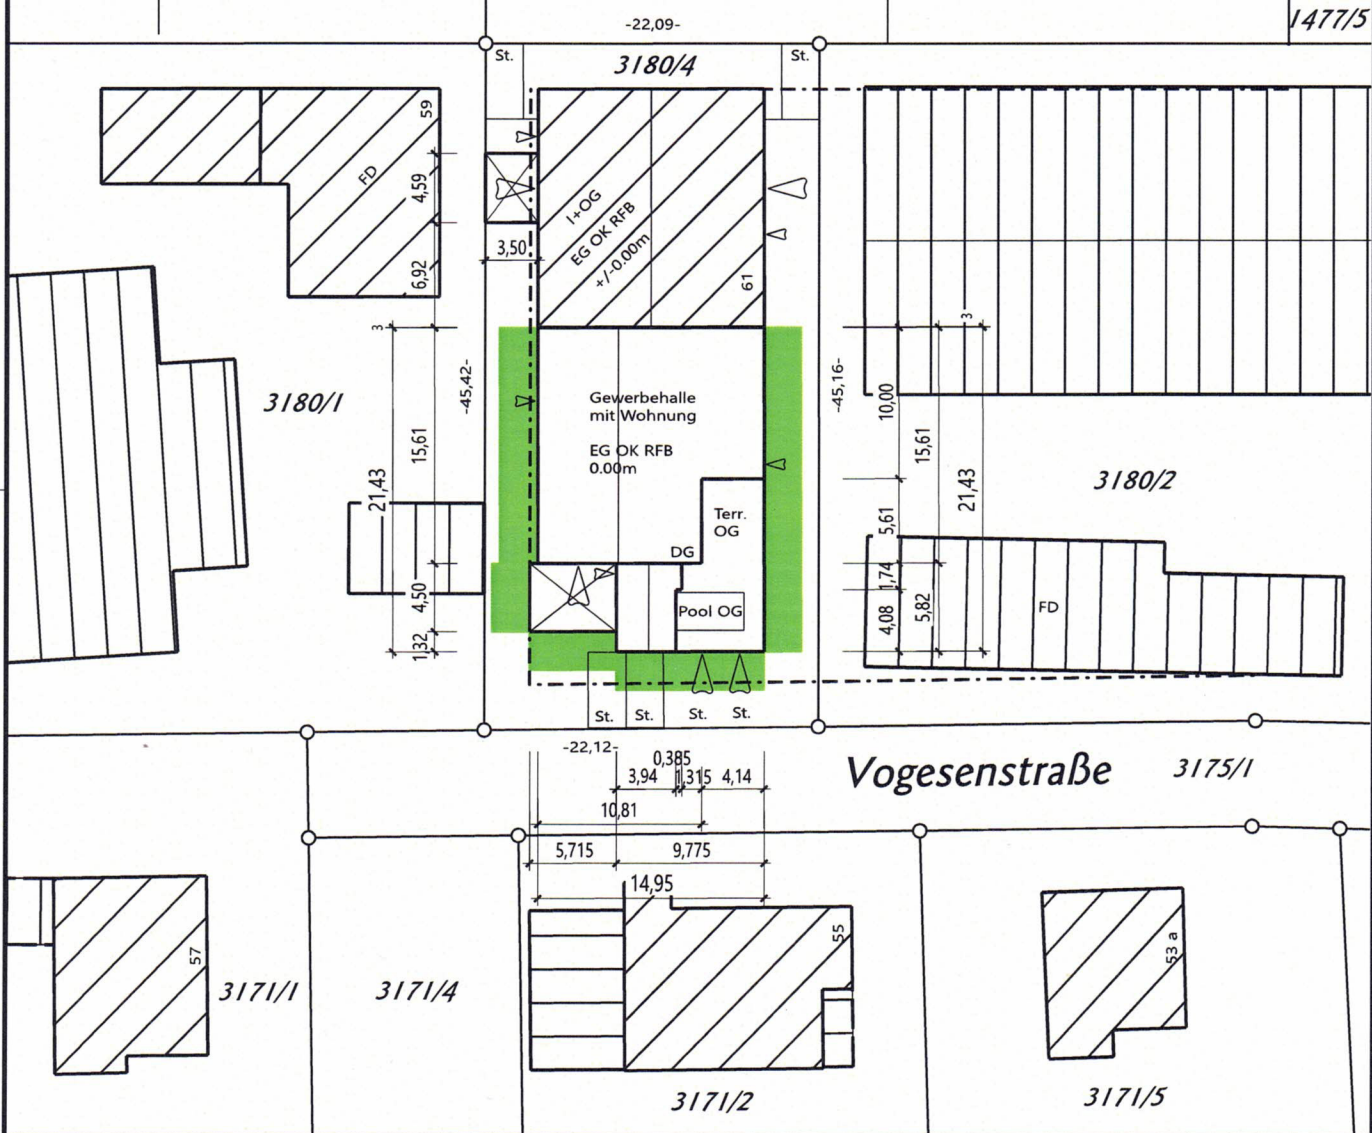 -22,09-
1477/5
St.
St.
3180/4
59
FD
4,59
6,92
3,50
I+OG
EG OK RFB
+/-0.00m
61
3
3
-45,42-
-45,16-
3180/1
15,61
21,43
4,50
1,32
Gewerbehalle
mit Wohnung
EG OK RFB
0.00m
Terr.
OG
DG
Pool OG
10,00
15,61
21,43
5,61
1,74
4,08
5,82
3180/2
FD
St.
St.
St.
St.
-22,12-
0,385
3,94
1,315
4,14
10,81
5,715
9,775
14,95
Vogesenstraße
3175/1
57
3171/1
3171/4
55
3171/2
53 a
3171/5